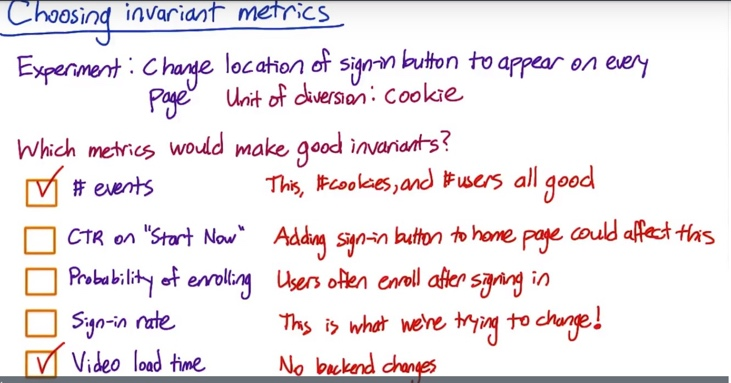 Choosing invariant metrics
Experiment: Change location of sign-in button to appear on every
page Unit of diversion: cookie
Which metrics would make good invariants?
# events This, #cookies, and #users all good
CTR on "Start Now" Adding sign-in button to home page could affect this
Probability of enrolling Users often enroll after signing in
Sign-in rate This is what we're trying to change!
Video load time No backend changes